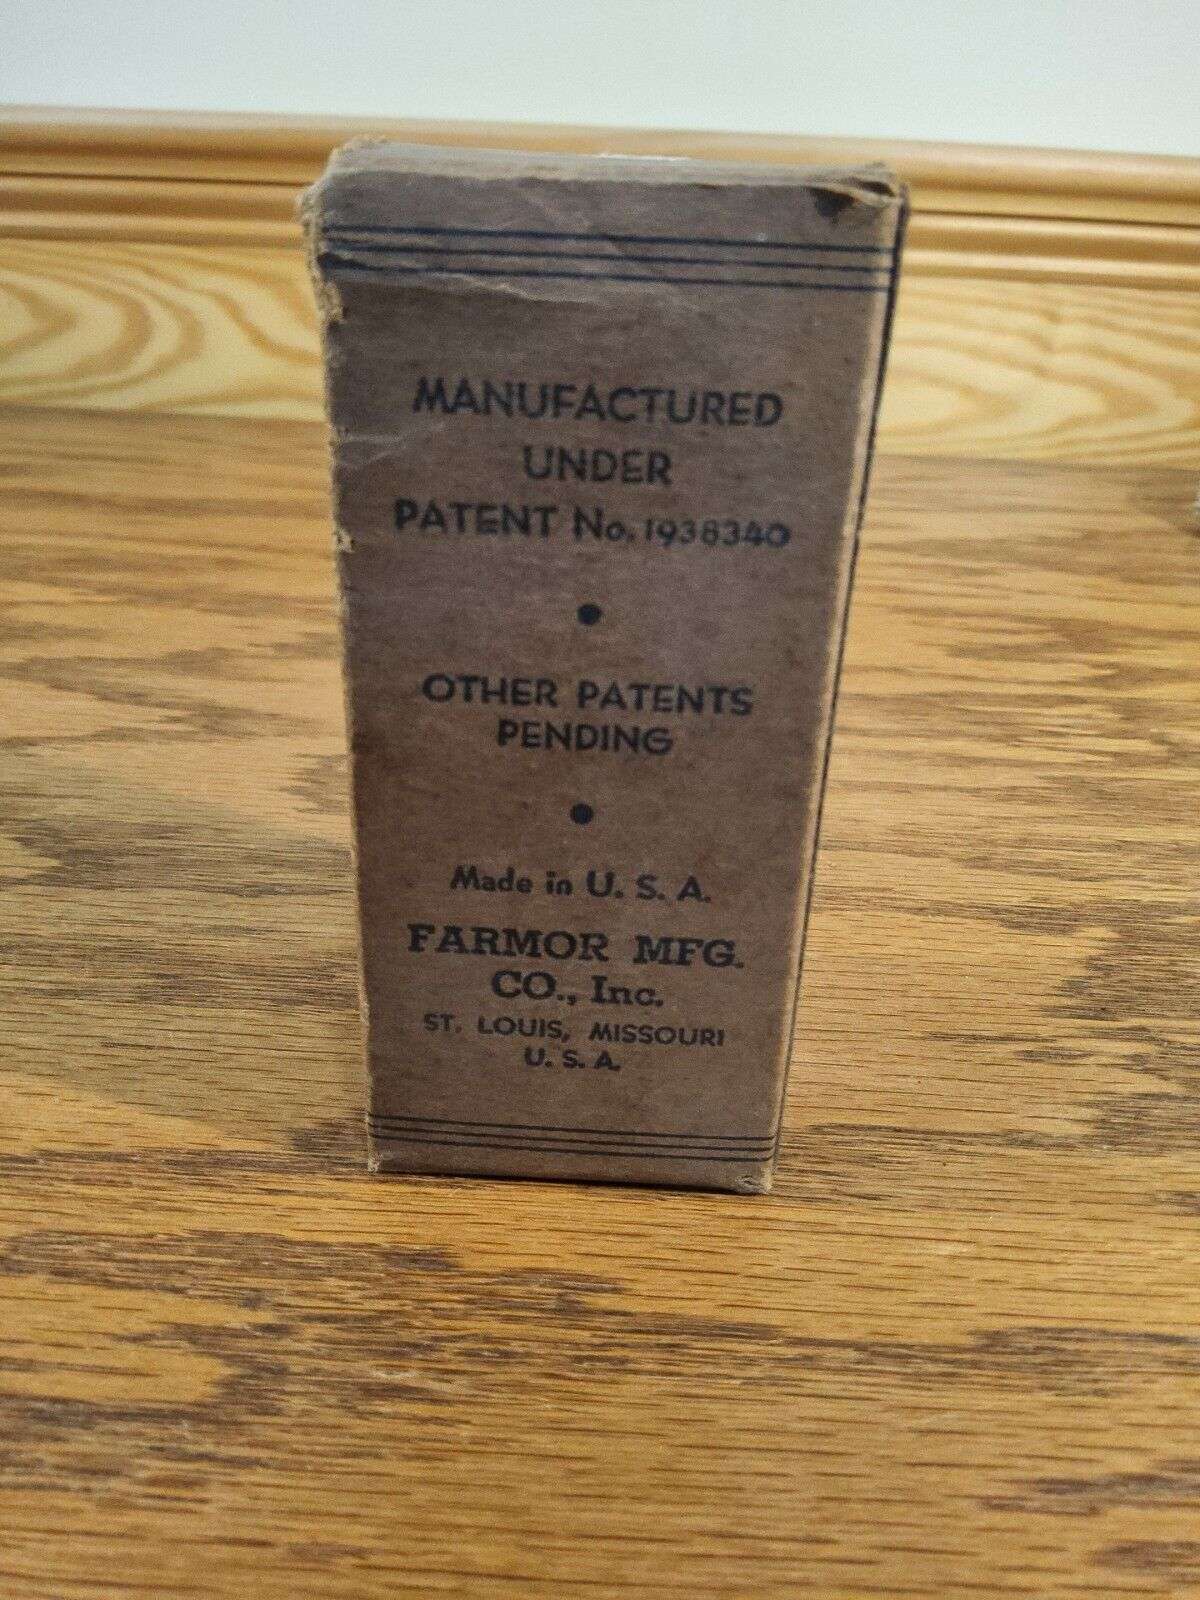 MANUFACTURED
UNDER
PATENT No. 1938340
OTHER PATENTS
PENDING
Made in U. S. A.
FARMOR MFG.
CO., Inc.
ST. LOUIS, MISSOURI
U. S. A.